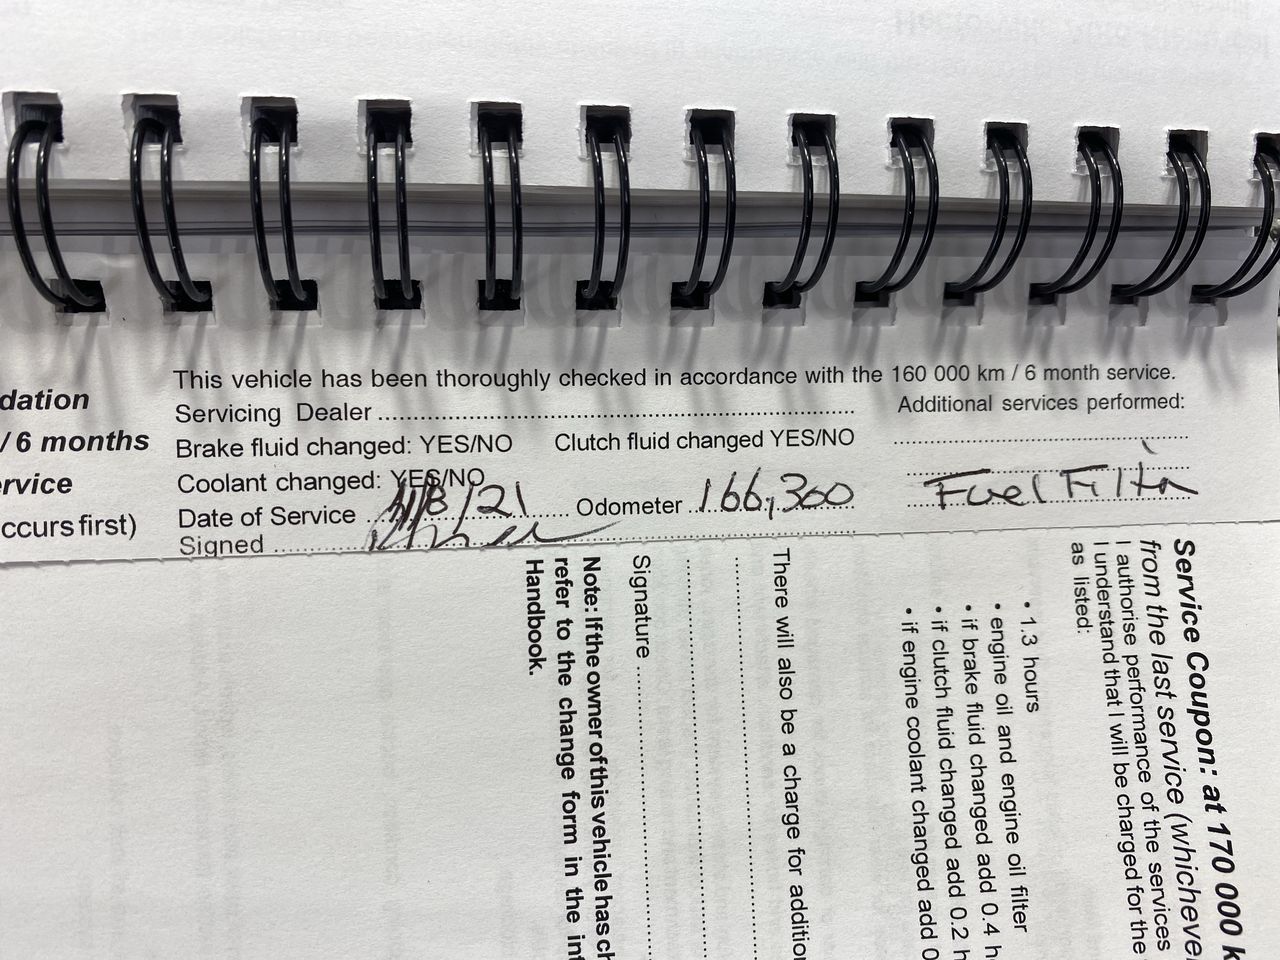 dation
/ 6 months
ervice
ccurs first)
This vehicle has been thoroughly checked in accordance with the 160 000 km / 6 month service.
Servicing Dealer
Brake fluid changed: YES/NO Clutch fluid changed YES/NO
Coolant changed: YES/NO
Date of Service /8/21 Odometer 166,300
Signed
Additional services performed:
Fuel Filter
Service Coupon: at 170 000 k
from the last service (whichever
I authorise performance of the services
I understand that I will be charged for the
as listed:
• 1.3 hours
• engine oil and engine oil filter
• if brake fluid changed add 0.4 h
• if clutch fluid changed add 0.2 h
• if engine coolant changed add 0
There will also be a charge for addition
Signature
Note: If the owner of this vehicle has ch
refer to the change form in the int
Handbook.